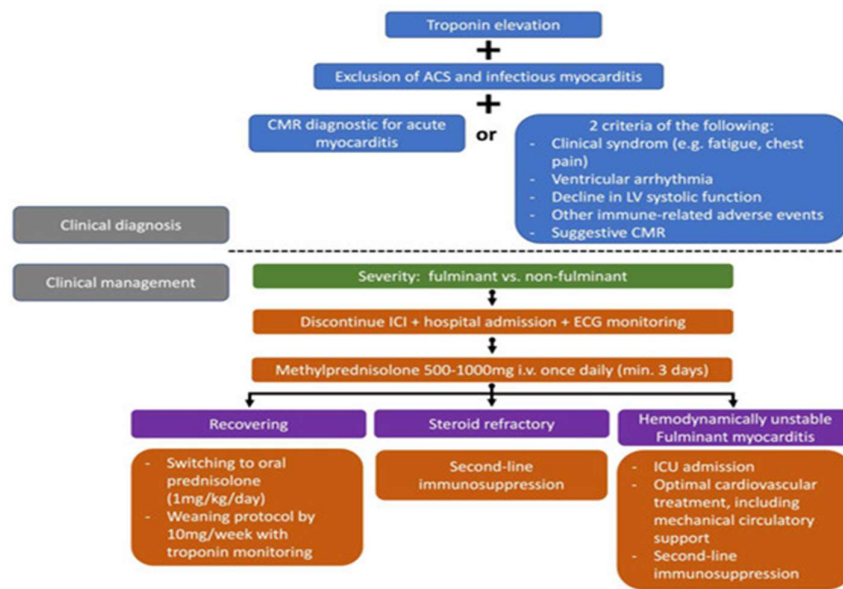 Troponin elevation
+
Exclusion of ACS and infectious myocarditis
+
CMR diagnostic for acute
myocarditis
or
2 criteria of the following:
- Clinical syndrom (e.g. fatigue, chest
pain)
- Ventricular arrhythmia
- Decline in LV systolic function
- Other immune-related adverse events
- Suggestive CMR
Clinical diagnosis
Clinical management
Severity: fulminant vs. non-fulminant
Discontinue ICI + hospital admission + ECG monitoring
Methylprednisolone 500-1000mg i.v. once daily (min. 3 days)
Recovering
- Switching to oral
prednisolone
(1mg/kg/day)
- Weaning protocol by
10mg/week with
troponin monitoring
Steroid refractory
Second-line
immunosuppression
Hemodynamically unstable
Fulminant myocarditis
- ICU admission
- Optimal cardiovascular
treatment, including
mechanical circulatory
support
- Second-line
immunosuppression